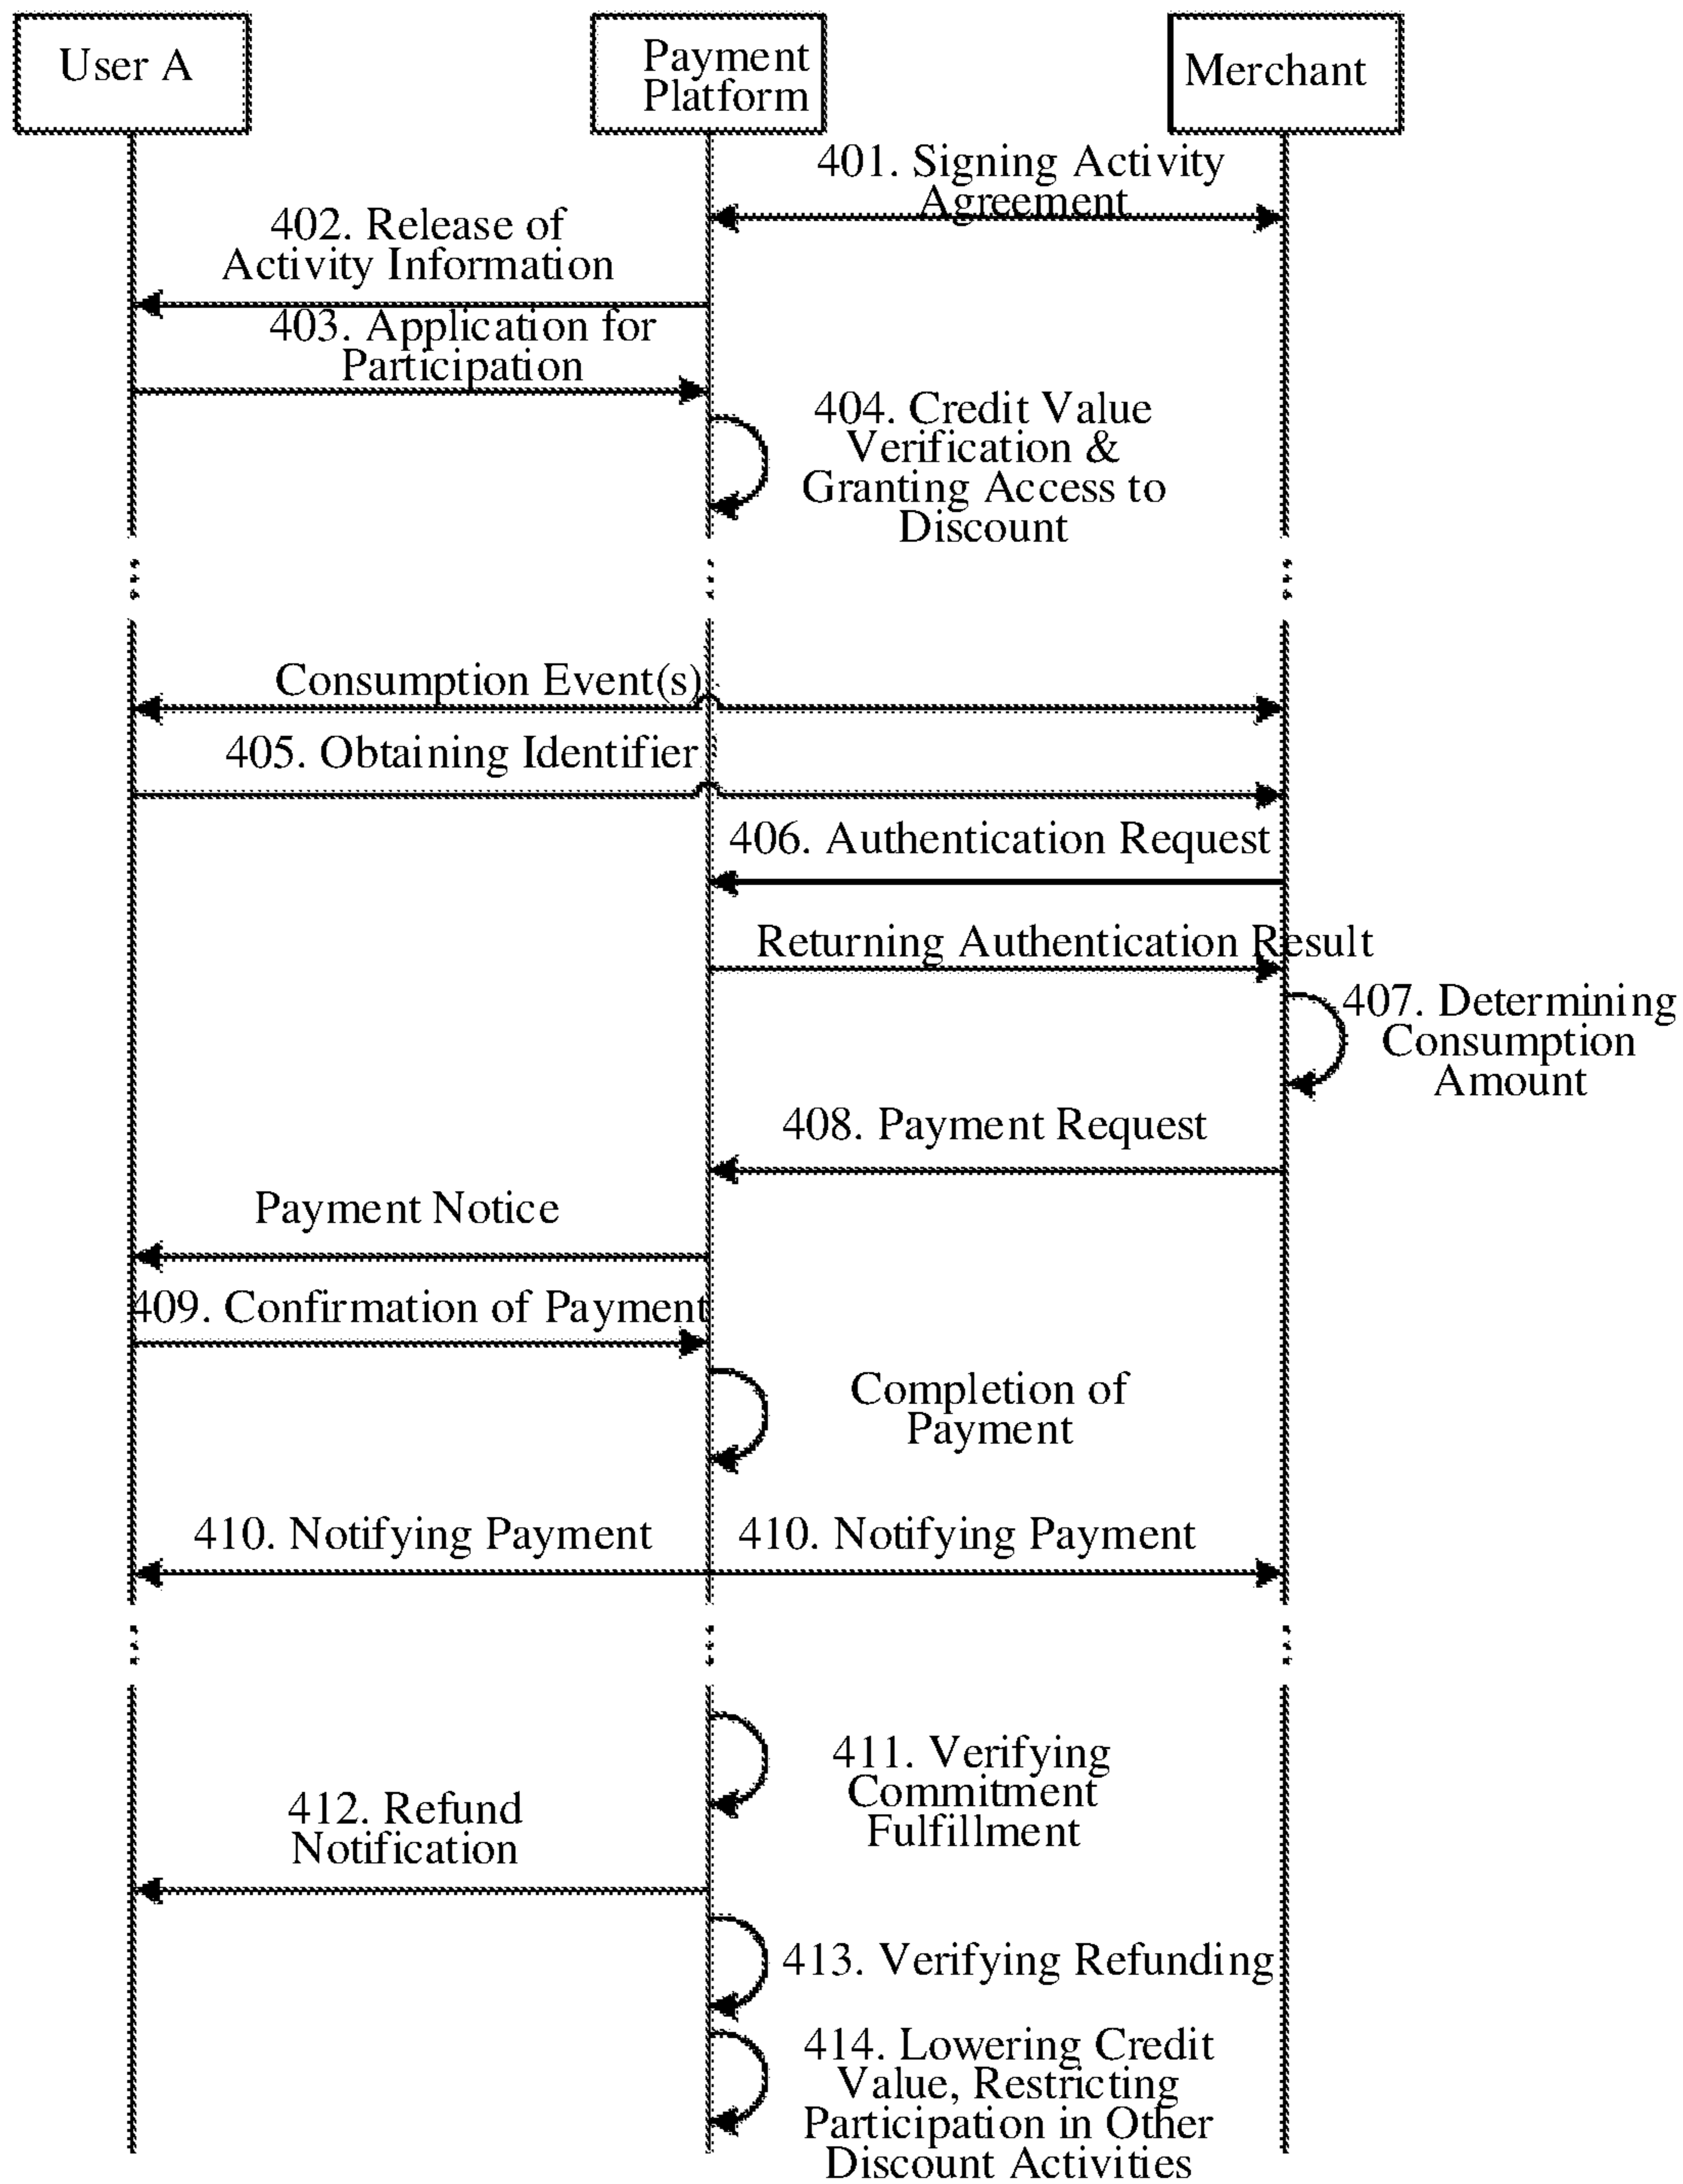 User A
Payment
Platform
Merchant
401. Signing Activity
Agreement
402. Release of
Activity Information
403. Application for
Participation
404. Credit Value
Verification &
Granting Access to
Discount
Consumption Event(s)
405. Obtaining Identifier
406. Authentication Request
Returning Authentication Result
407. Determining
Consumption
Amount
408. Payment Request
Payment Notice
409. Confirmation of Payment
Completion of
Payment
410. Notifying Payment
410. Notifying Payment
411. Verifying
Commitment
Fulfillment
412. Refund
Notification
413. Verifying Refunding
414. Lowering Credit
Value, Restricting
Participation in Other
Discount Activities